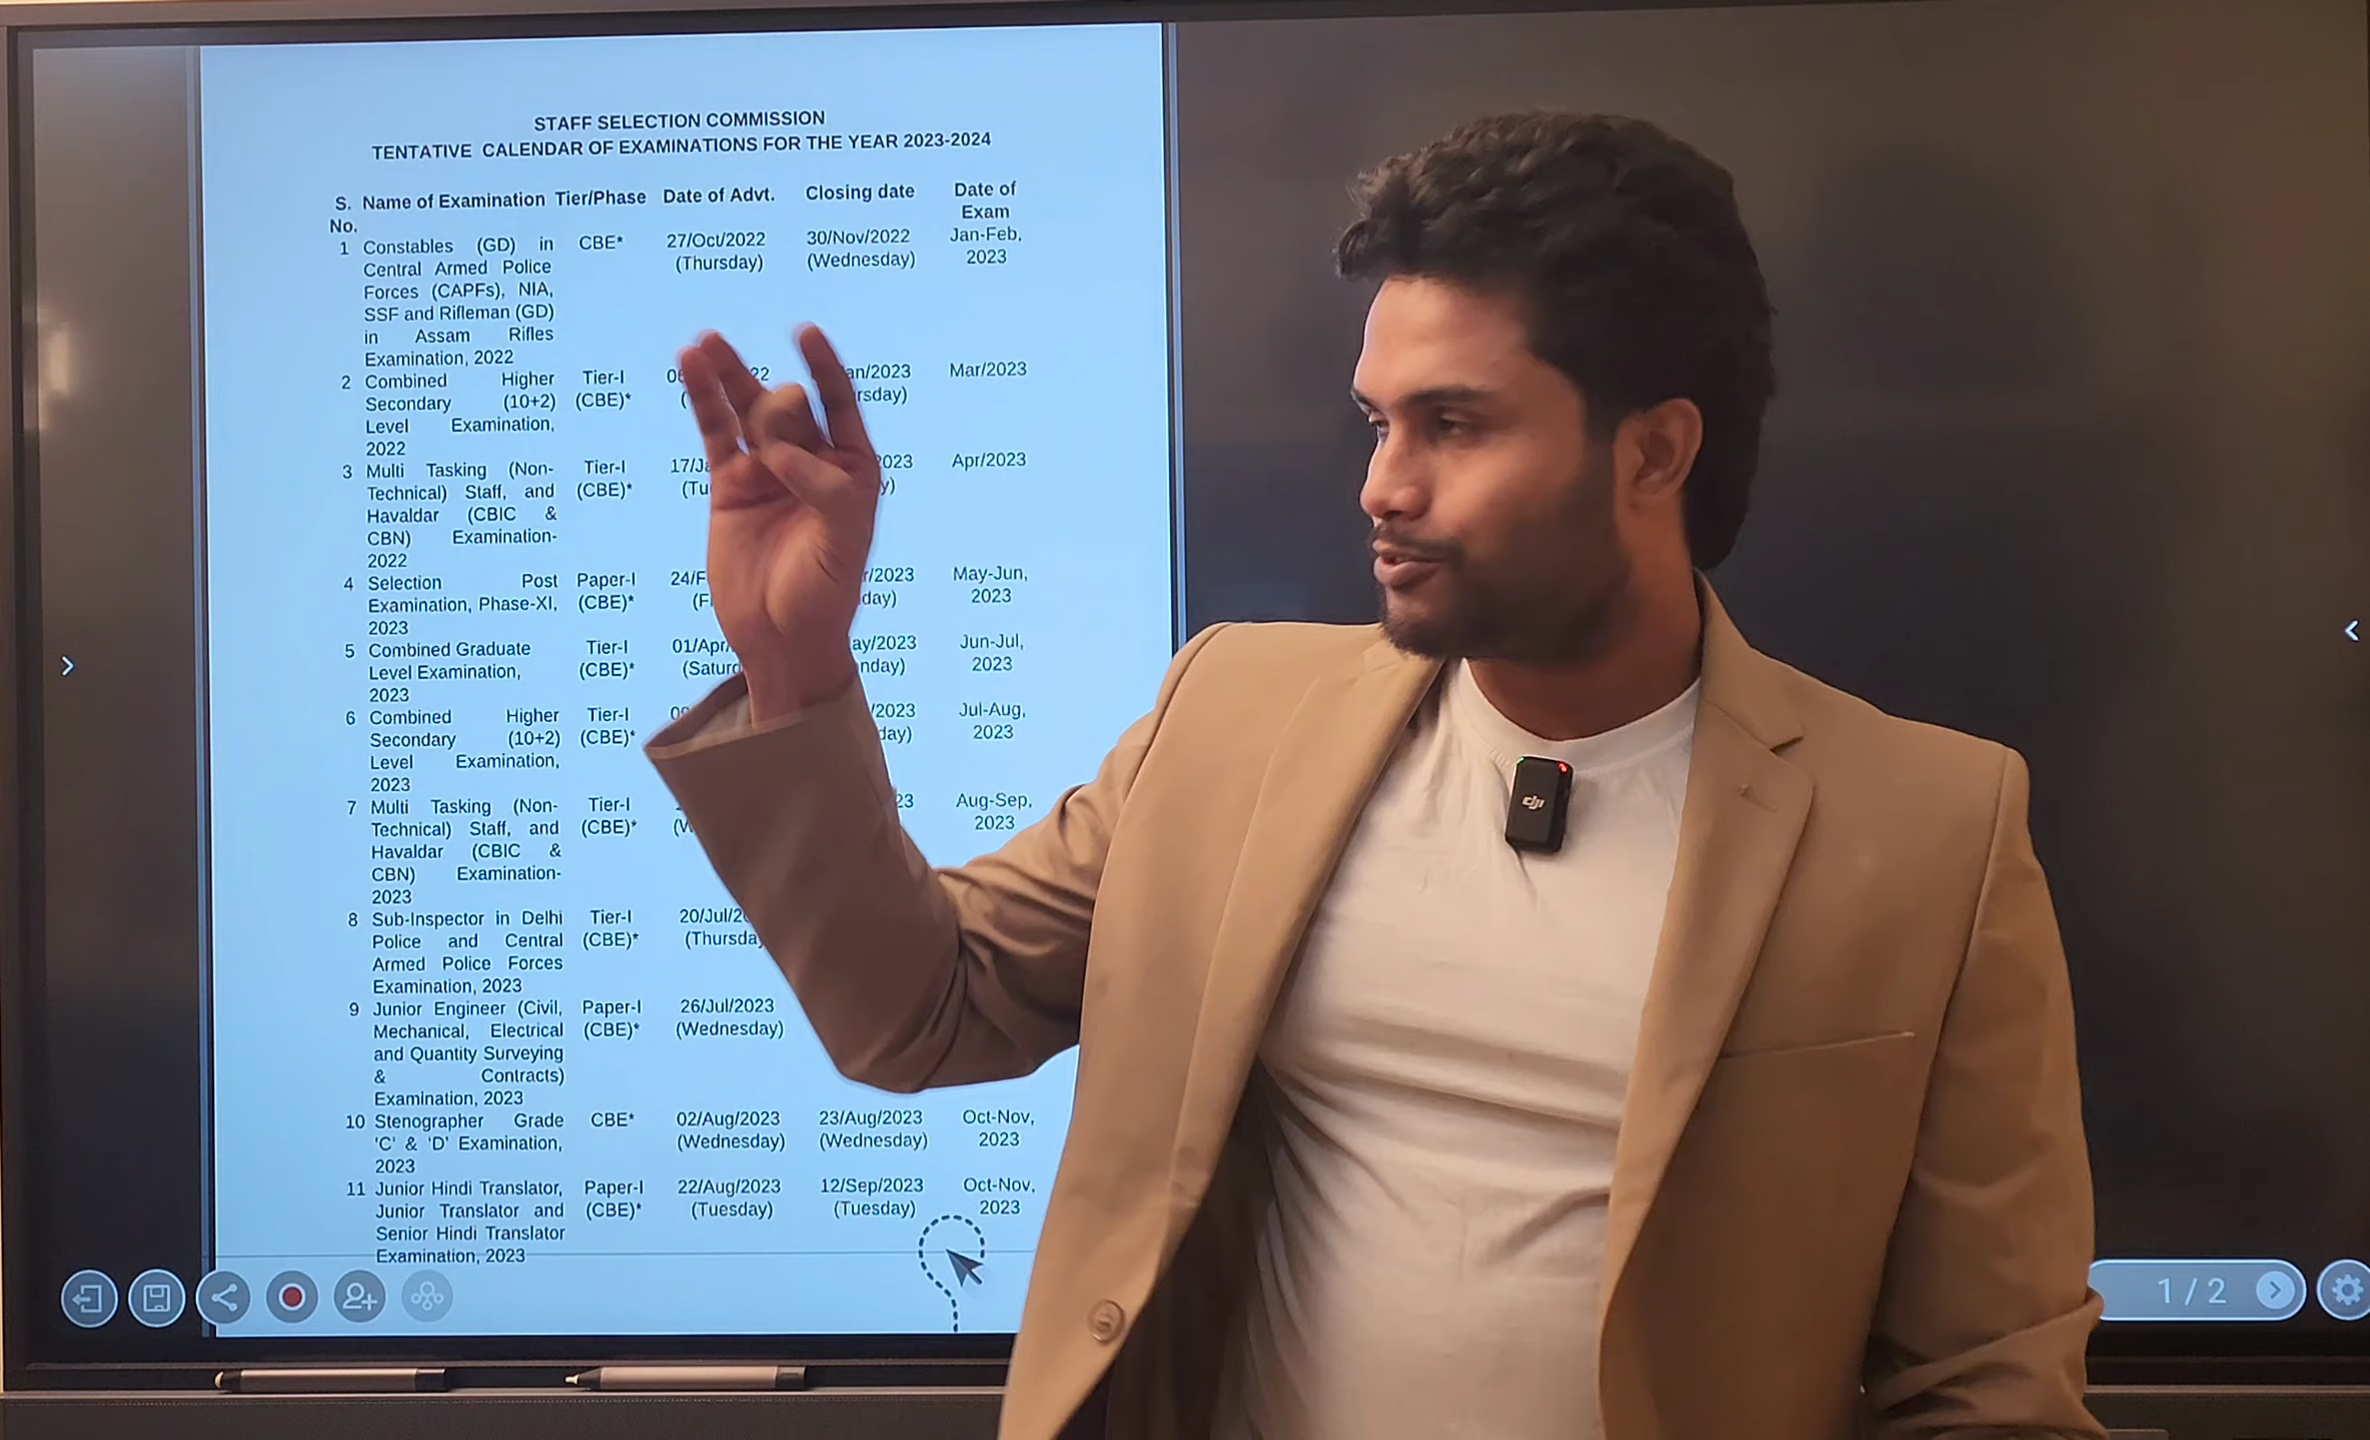 STAFF SELECTION COMMISSION
TENTATIVE CALENDAR OF EXAMINATIONS FOR THE YEAR 2023-2024
S. No. Name of Examination Tier/Phase Date of Advt. Closing date Date of Exam
1 Constables (GD) in CBE* 27/Oct/2022 30/Nov/2022 Jan-Feb,
Central Armed Police (Thursday) (Wednesday) 2023
Forces (CAPFs), NIA,
SSF and Rifleman (GD)
in Assam Rifles
Examination, 2022
2 Combined Higher Tier-I Mar/2023
Secondary (10+2) (CBE)*
Level Examination,
2022
3 Multi Tasking (Non- Tier-I Apr/2023
Technical) Staff, and (CBE)*
Havaldar (CBIC &
CBN) Examination-
2022
4 Selection Post Paper-I May-Jun,
Examination, Phase-XI, (CBE)* 2023
2023
5 Combined Graduate Tier-I Jun-Jul,
Level Examination, (CBE)* 2023
2023
6 Combined Higher Tier-I Jul-Aug,
Secondary (10+2) (CBE)* 2023
Level Examination,
2023
7 Multi Tasking (Non- Tier-I Aug-Sep,
Technical) Staff, and (CBE)* 2023
Havaldar (CBIC &
CBN) Examination-
2023
8 Sub-Inspector in Delhi Tier-I
Police and Central (CBE)*
Armed Police Forces
Examination, 2023
9 Junior Engineer (Civil, Paper-I 26/Jul/2023
Mechanical, Electrical (CBE)* (Wednesday)
and Quantity Surveying
& Contracts)
Examination, 2023
10 Stenographer Grade CBE* 02/Aug/2023 23/Aug/2023 Oct-Nov,
'C' & 'D' Examination, (Wednesday) (Wednesday) 2023
2023
11 Junior Hindi Translator, Paper-I 22/Aug/2023 12/Sep/2023 Oct-Nov,
Junior Translator and (CBE)* (Tuesday) (Tuesday) 2023
Senior Hindi Translator
Examination, 2023
dji
1 / 2